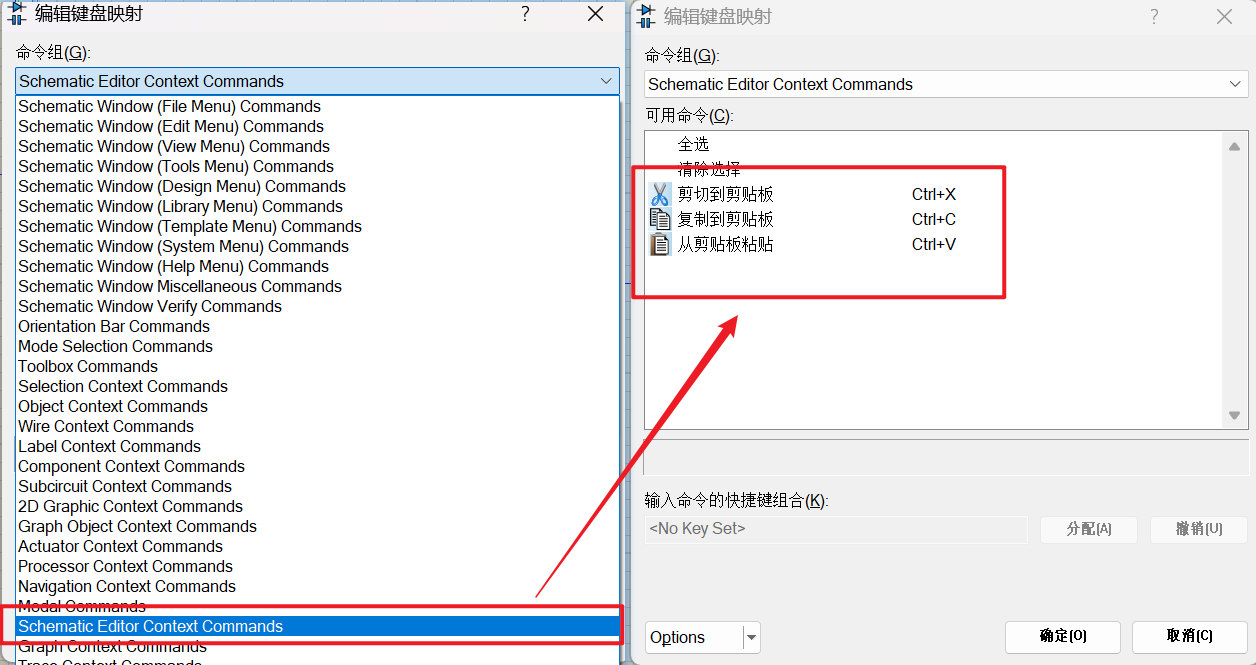 编辑键盘映射
命令组(G):
Schematic Editor Context Commands
Schematic Window (File Menu) Commands
Schematic Window (Edit Menu) Commands
Schematic Window (View Menu) Commands
Schematic Window (Tools Menu) Commands
Schematic Window (Design Menu) Commands
Schematic Window (Library Menu) Commands
Schematic Window (Template Menu) Commands
Schematic Window (System Menu) Commands
Schematic Window (Help Menu) Commands
Schematic Window Miscellaneous Commands
Schematic Window Verify Commands
Orientation Bar Commands
Mode Selection Commands
Toolbox Commands
Selection Context Commands
Object Context Commands
Wire Context Commands
Label Context Commands
Component Context Commands
Subcircuit Context Commands
2D Graphic Context Commands
Graph Object Context Commands
Actuator Context Commands
Processor Context Commands
Navigation Context Commands
Modal Commands
Schematic Editor Context Commands
Graph Context Commands
Trace Context Commands
编辑键盘映射
命令组(G):
Schematic Editor Context Commands
可用命令(C):
全选
清除选择
剪切到剪贴板 Ctrl+X
复制到剪贴板 Ctrl+C
从剪贴板粘贴 Ctrl+V
输入命令的快捷键组合(K):
<No Key Set> 分配(A) 撤销(U)
Options 确定(O) 取消(C)